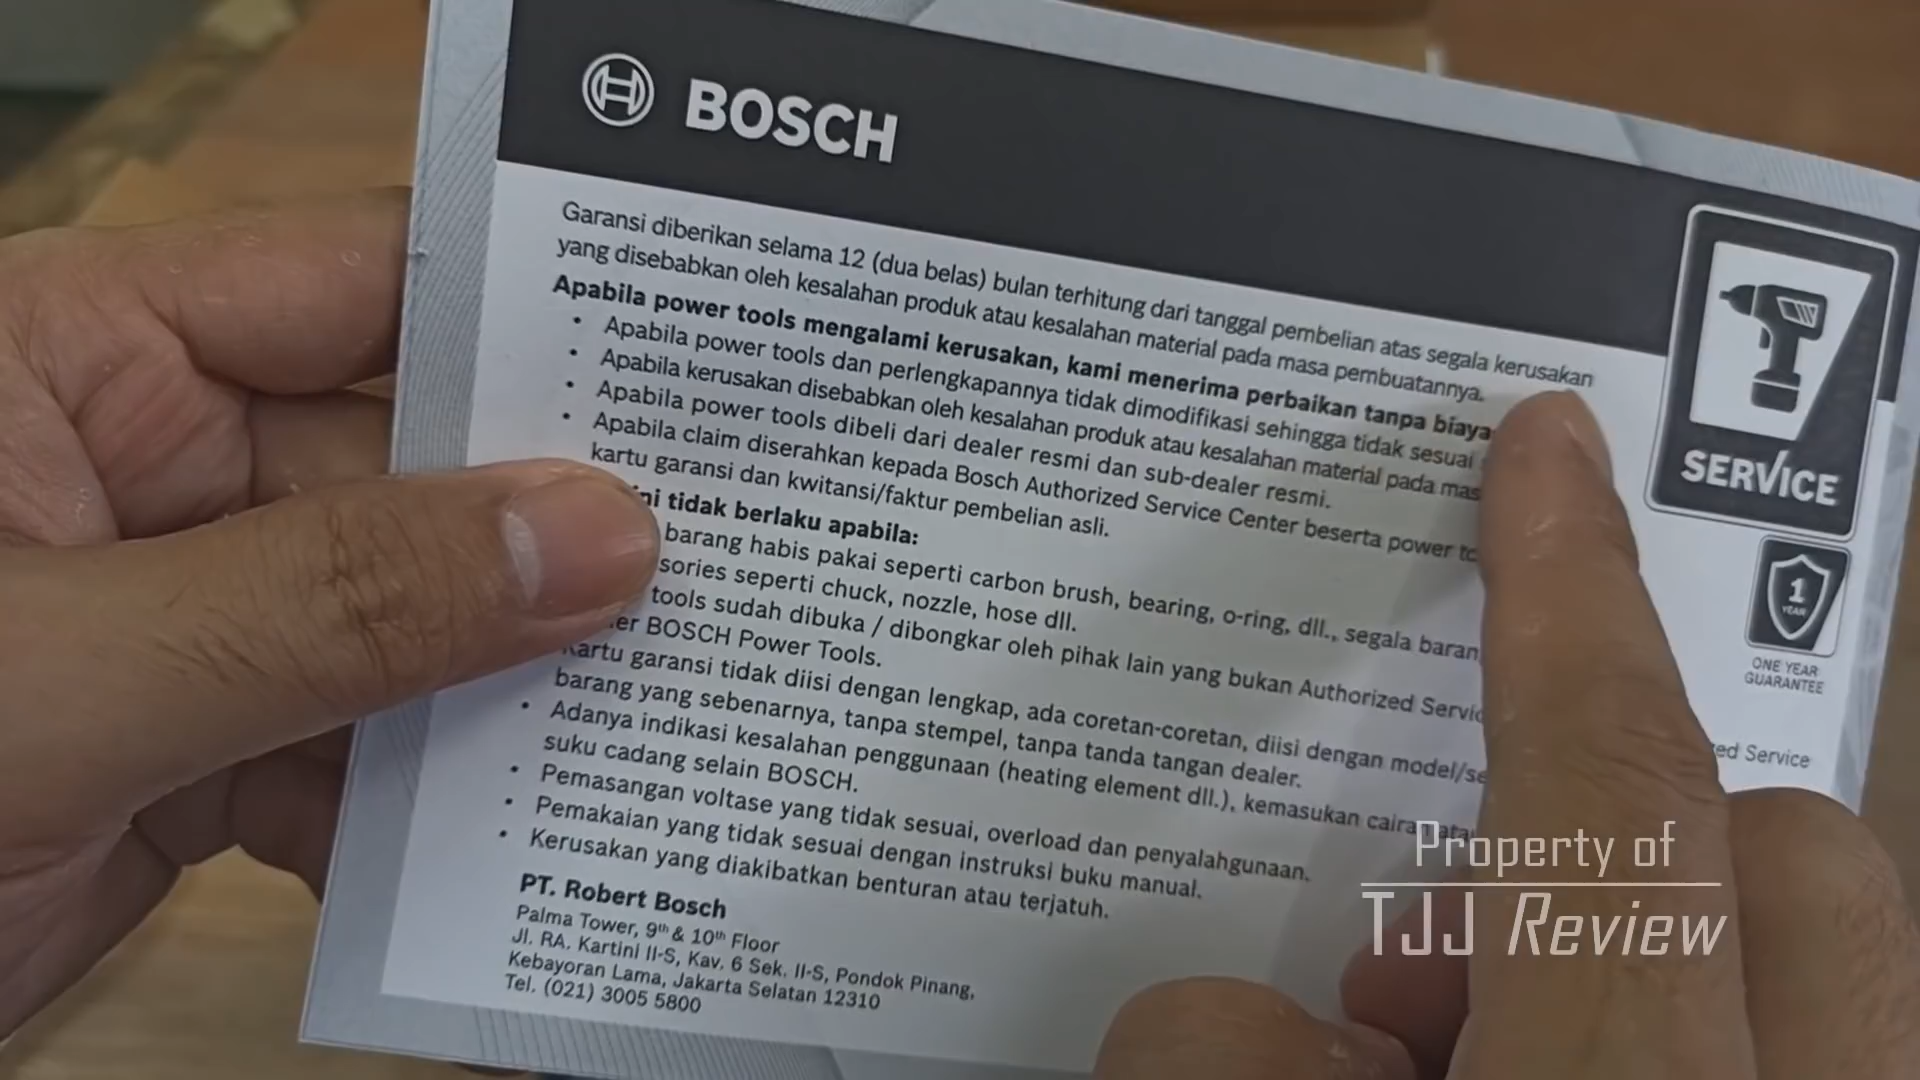 BOSCH
Garansi diberikan selama 12 (dua belas) bulan terhitung dari tanggal pembelian atas segala kerusakan
yang disebabkan oleh kesalahan produk atau kesalahan material pada masa pembuatannya.
Apabila power tools mengalami kerusakan, kami menerima perbaikan tanpa biaya
• Apabila power tools dan perlengkapannya tidak dimodifikasi sehingga tidak sesuai
• Apabila kerusakan disebabkan oleh kesalahan produk atau kesalahan material pada mas
• Apabila power tools dibeli dari dealer resmi dan sub-dealer resmi.
• Apabila claim diserahkan kepada Bosch Authorized Service Center beserta power to
kartu garansi dan kwitansi/faktur pembelian asli.
ini tidak berlaku apabila:
barang habis pakai seperti carbon brush, bearing, o-ring, dll., segala baran
sories seperti chuck, nozzle, hose dll.
tools sudah dibuka / dibongkar oleh pihak lain yang bukan Authorized Servic
er BOSCH Power Tools.
kartu garansi tidak diisi dengan lengkap, ada coretan-coretan, diisi dengan model/se
barang yang sebenarnya, tanpa stempel, tanpa tanda tangan dealer.
• Adanya indikasi kesalahan penggunaan (heating element dll.), kemasukan cairan atau
suku cadang selain BOSCH.
• Pemasangan voltase yang tidak sesuai, overload dan penyalahgunaan.
• Pemakaian yang tidak sesuai dengan instruksi buku manual.
• Kerusakan yang diakibatkan benturan atau terjatuh.
PT. Robert Bosch
Palma Tower, 9th & 10th Floor
Jl. RA. Kartini II-S, Kav. 6 Sek. II-S, Pondok Pinang,
Kebayoran Lama, Jakarta Selatan 12310
Tel. (021) 3005 5800
SERVICE
1
YEAR
ONE YEAR
GUARANTEE
ed Service
Property of
TJJ Review